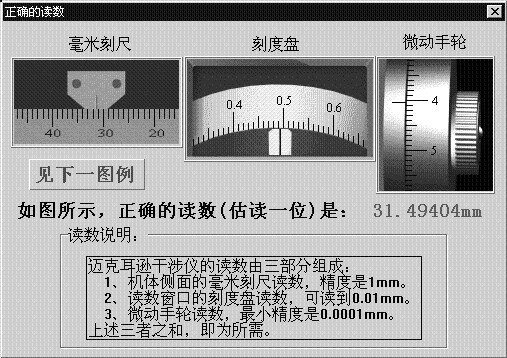 正确的读数
毫米刻尺 刻度盘 微动手轮
40 30 20
0.4 0.5 0.6
4
5
见下一图例
如图所示，正确的读数(估读一位)是： 31.49404mm
读数说明：
迈克耳逊干涉仪的读数由三部分组成：
1、机体侧面的毫米刻尺读数，精度是1mm。
2、读数窗口的刻度盘读数，可读到0.01mm。
3、微动手轮读数，最小精度是0.0001mm。
上述三者之和，即为所需。